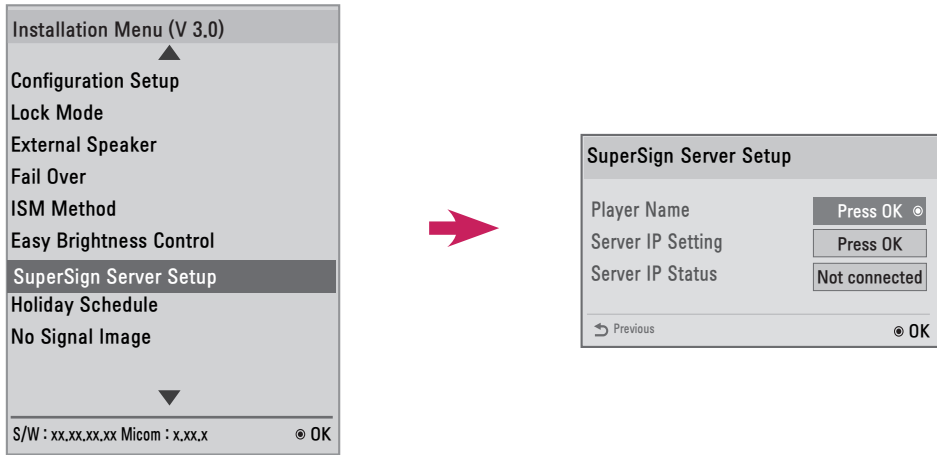 Installation Menu (V 3.0)
Configuration Setup
Lock Mode
External Speaker
Fail Over
ISM Method
Easy Brightness Control
SuperSign Server Setup
Holiday Schedule
No Signal Image
S/W : xx.xx.xx.xx Micom : x.xx.x ◉ OK
SuperSign Server Setup
Player Name Press OK ◉
Server IP Setting Press OK
Server IP Status Not connected
Previous ◉ OK